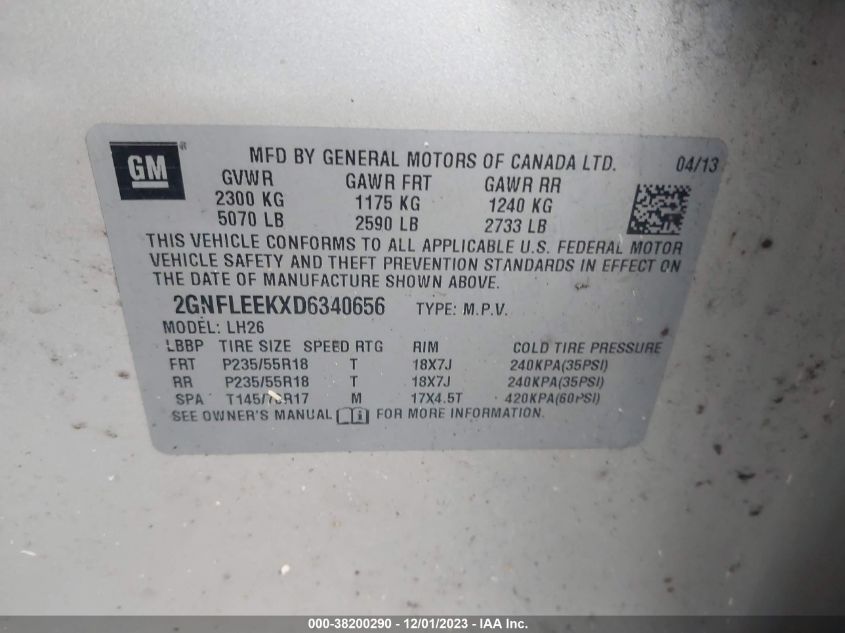 GM ® MFD BY GENERAL MOTORS OF CANADA LTD. 04/13
GVWR GAWR FRT GAWR RR
2300 KG 1175 KG 1240 KG
5070 LB 2590 LB 2733 LB
THIS VEHICLE CONFORMS TO ALL APPLICABLE U.S. FEDERAL MOTOR
VEHICLE SAFETY AND THEFT PREVENTION STANDARDS IN EFFECT ON
THE DATE OF MANUFACTURE SHOWN ABOVE.
2GNFLEEKXD6340656 TYPE: M.P.V.
MODEL: LH26
LBBP TIRE SIZE SPEED RTG RIM COLD TIRE PRESSURE
FRT P235/55R18 T 18X7J 240KPA(35PSI)
RR P235/55R18 T 18X7J 240KPA(35PSI)
SPA T145/70R17 M 17X4.5T 420KPA(60PSI)
SEE OWNER'S MANUAL FOR MORE INFORMATION.
000-38200290 - 12/01/2023 - IAA Inc.